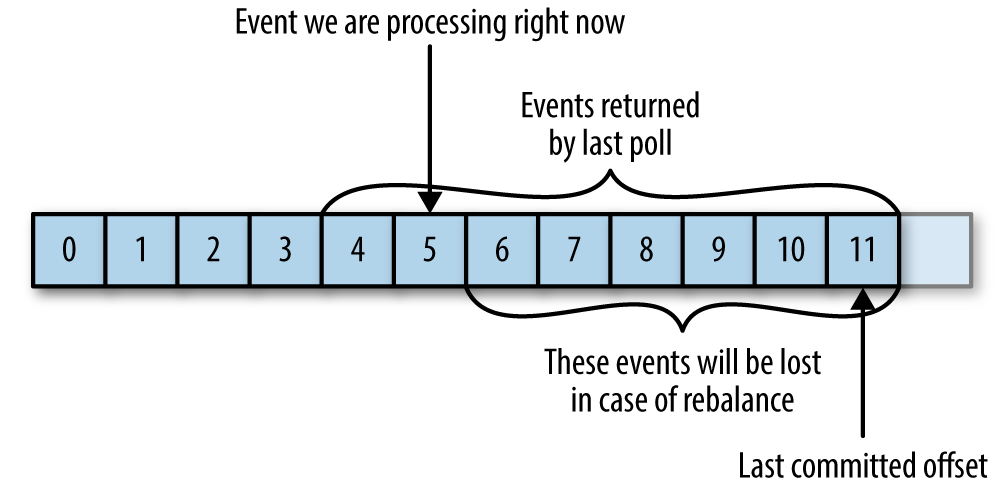 Event we are processing right now
Events returned
by last poll
0 1 2 3 4 5 6 7 8 9 10 11
These events will be lost
in case of rebalance
Last committed offset